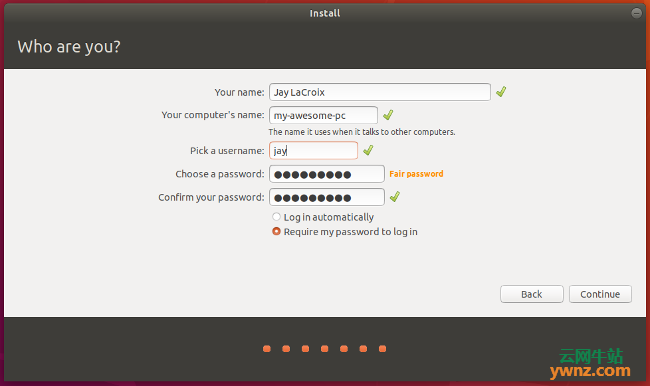 Install
Who are you?
Your name: Jay LaCroix
Your computer's name: my-awesome-pc
The name it uses when it talks to other computers.
Pick a username: jay
Choose a password: ●●●●●●●●● Fair password
Confirm your password: ●●●●●●●●●
Log in automatically
Require my password to log in
Back Continue
云网牛站
ywnz.com